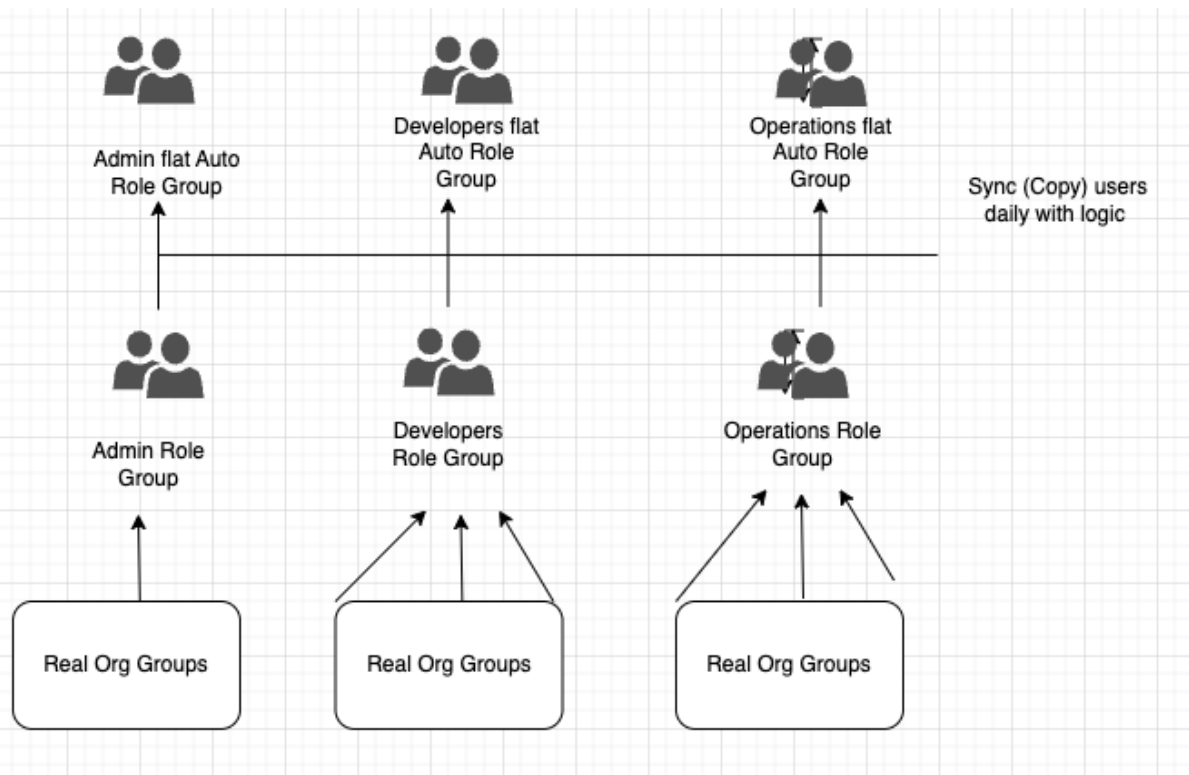 Admin flat Auto
Role Group
Developers flat
Auto Role
Group
Operations flat
Auto Role
Group
Sync (Copy) users
daily with logic
Admin Role
Group
Developers
Role Group
Operations Role
Group
Real Org Groups
Real Org Groups
Real Org Groups